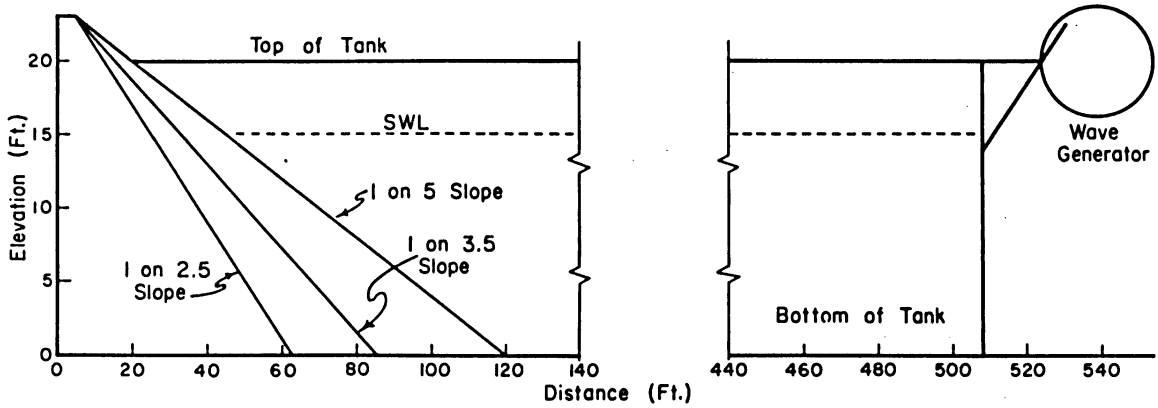 Top of Tank
SWL
1 on 5 Slope
1 on 3.5
Slope
1 on 2.5
Slope
Wave
Generator
Bottom of Tank
Elevation (Ft.)
20
15
10
5
0
0 20 40 60 80 100 120 140 440 460 480 500 520 540
Distance (Ft.)